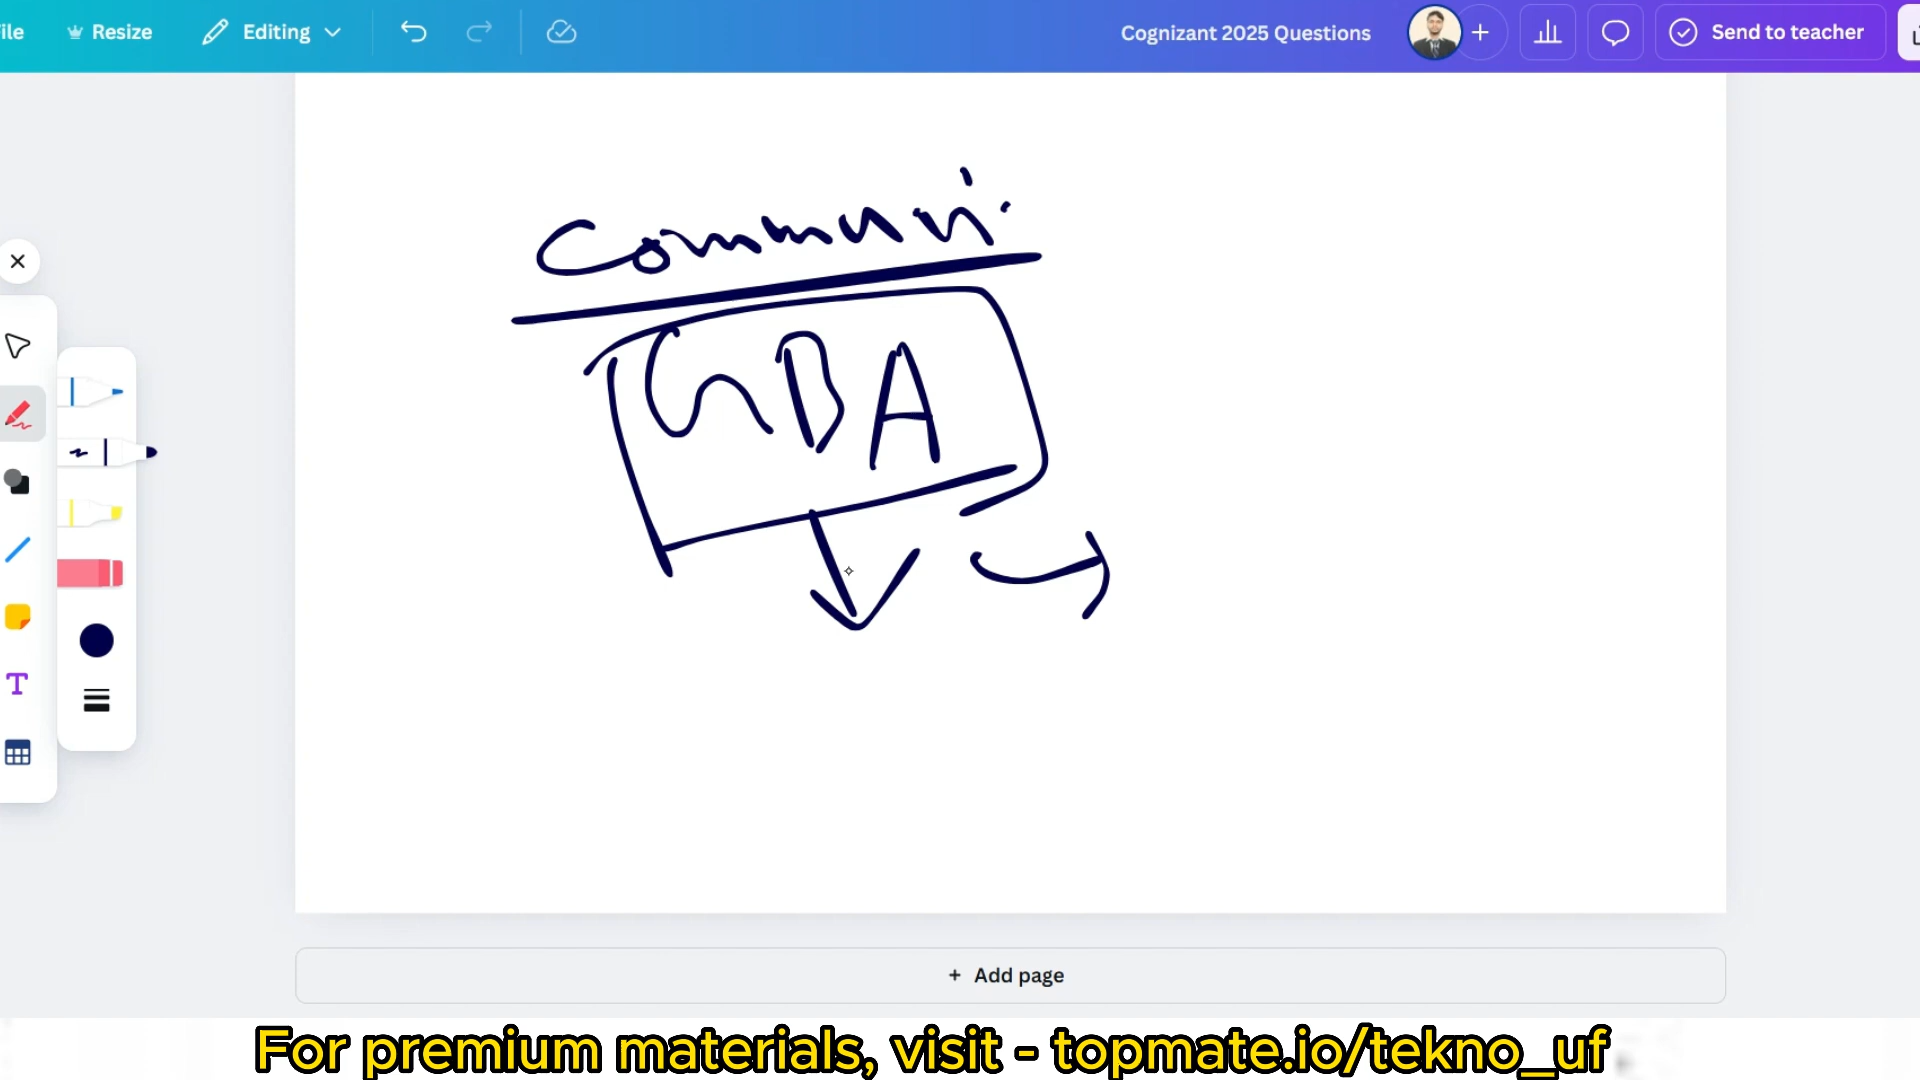 ile Resize Editing Cognizant 2025 Questions + Send to teacher
Communi.
GBA
T
+ Add page
For premium materials, visit - topmate.io/tekno_uf